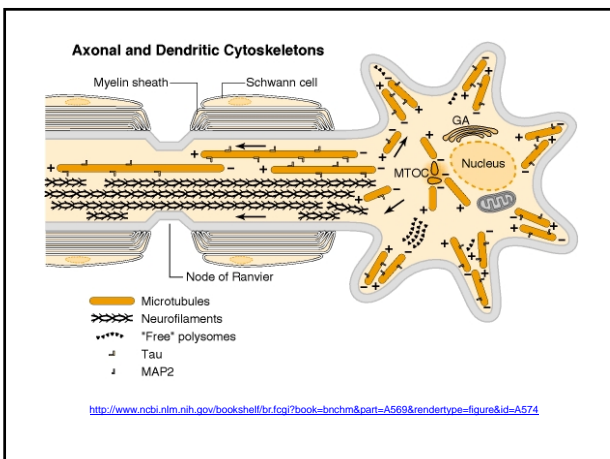 Axonal and Dendritic Cytoskeletons
Myelin sheath
Schwann cell
GA
Nucleus
MTOC
Node of Ranvier
Microtubules
Neurofilaments
"Free" polysomes
Tau
MAP2
http://www.ncbi.nlm.nih.gov/bookshelf/br.fcgi?book=bnchm&part=A569&rendertype=figure&id=A574